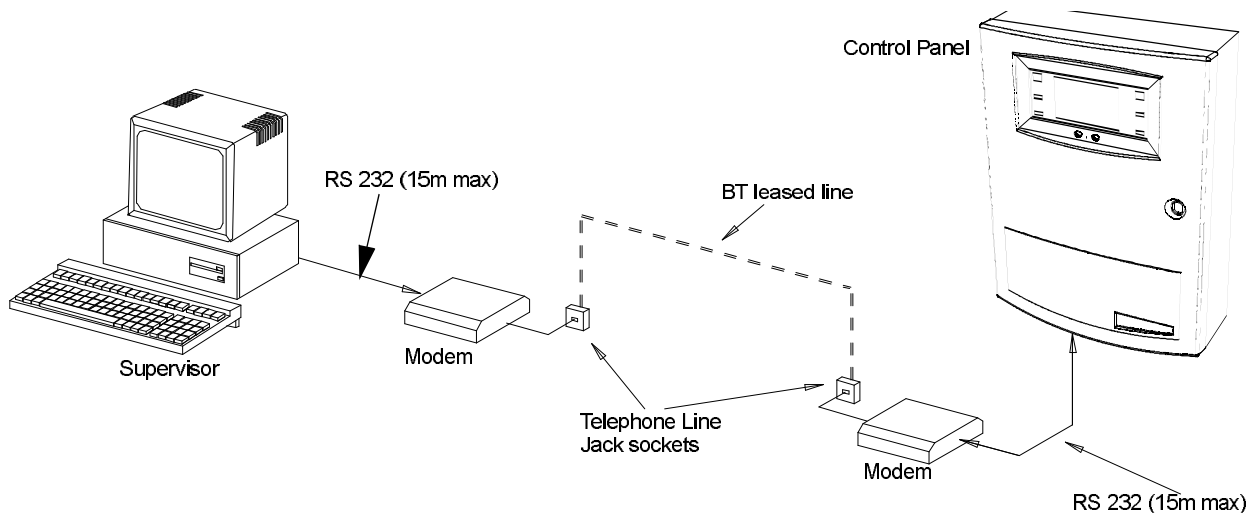 Control Panel
RS 232 (15m max)
BT leased line
Modem
Supervisor
Telephone Line
Jack sockets
Modem
RS 232 (15m max)